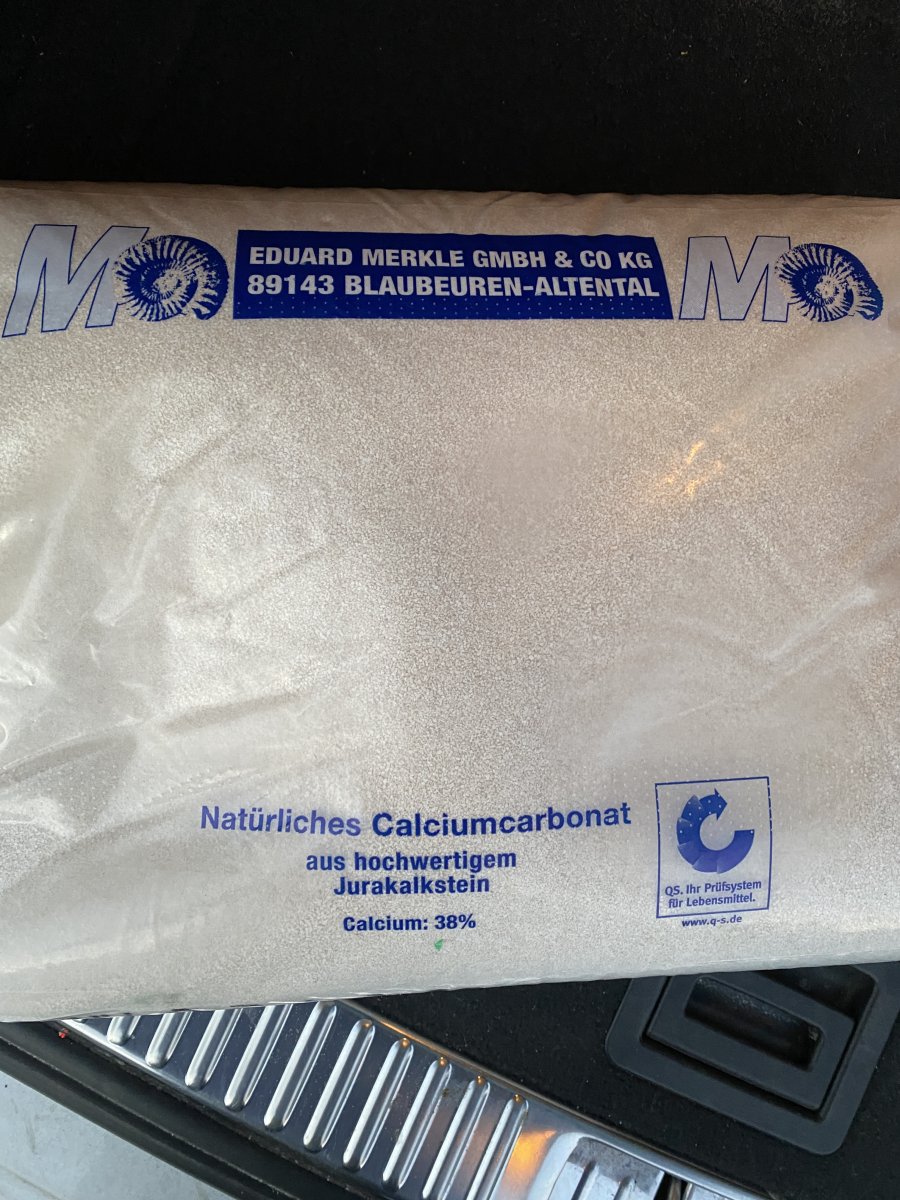 M
EDUARD MERKLE GMBH & CO KG
89143 BLAUBEUREN-ALTENTAL
M
Natürliches Calciumcarbonat
aus hochwertigem
Jurakalkstein
Calcium: 38%
QS. Ihr Prüfsystem
für Lebensmittel.
www.q-s.de